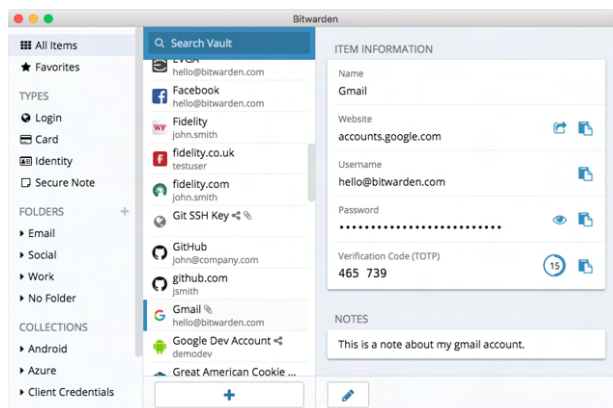 Bitwarden
All Items
Favorites
TYPES
Login
Card
Identity
Secure Note
FOLDERS +
Email
Social
Work
No Folder
COLLECTIONS
Android
Azure
Client Credentials
Search Vault
EVGA
hello@bitwarden.com
Facebook
hello@bitwarden.com
WF
Fidelity
john.smith
fidelity.co.uk
testuser
fidelity.com
john.smith
Git SSH Key
GitHub
john@company.com
github.com
jsmith
Gmail
hello@bitwarden.com
Google Dev Account
demodev
Great American Cookie ...
+
ITEM INFORMATION
Name
Gmail
Website
accounts.google.com
Username
hello@bitwarden.com
Password
••••••••••••••••••••••••
Verification Code (TOTP)
465 739
15
NOTES
This is a note about my gmail account.